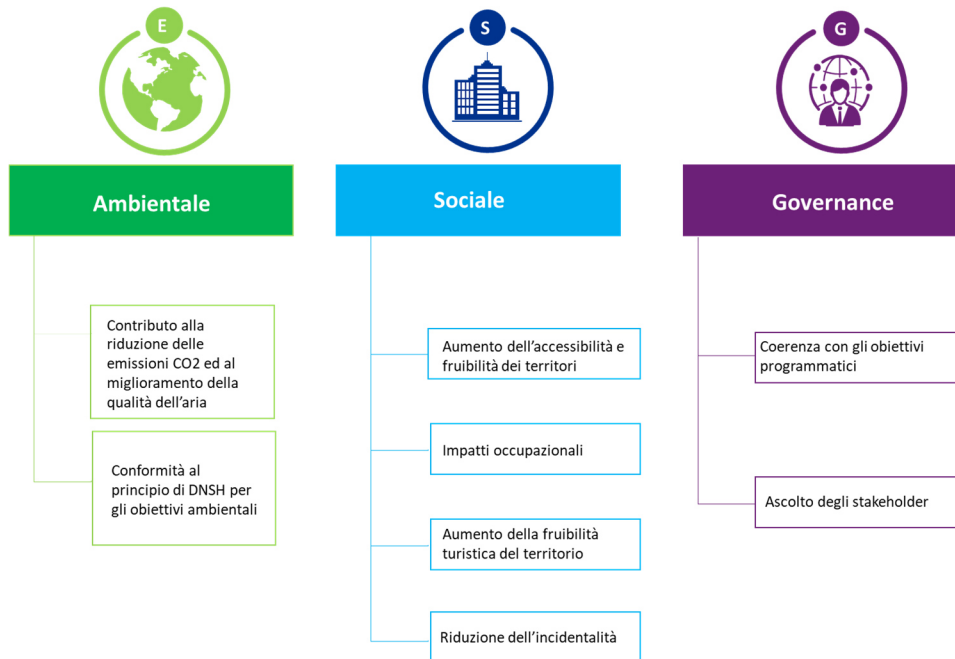 E
Ambientale
Contributo alla
riduzione delle
emissioni CO2 ed al
miglioramento della
qualità dell'aria
Conformità al
principio di DNSH per
gli obiettivi ambientali
S
Sociale
Aumento dell'accessibilità e
fruibilità dei territori
Impatti occupazionali
Aumento della fruibilità
turistica del territorio
Riduzione dell'incidentalità
G
Governance
Coerenza con gli obiettivi
programmatici
Ascolto degli stakeholder